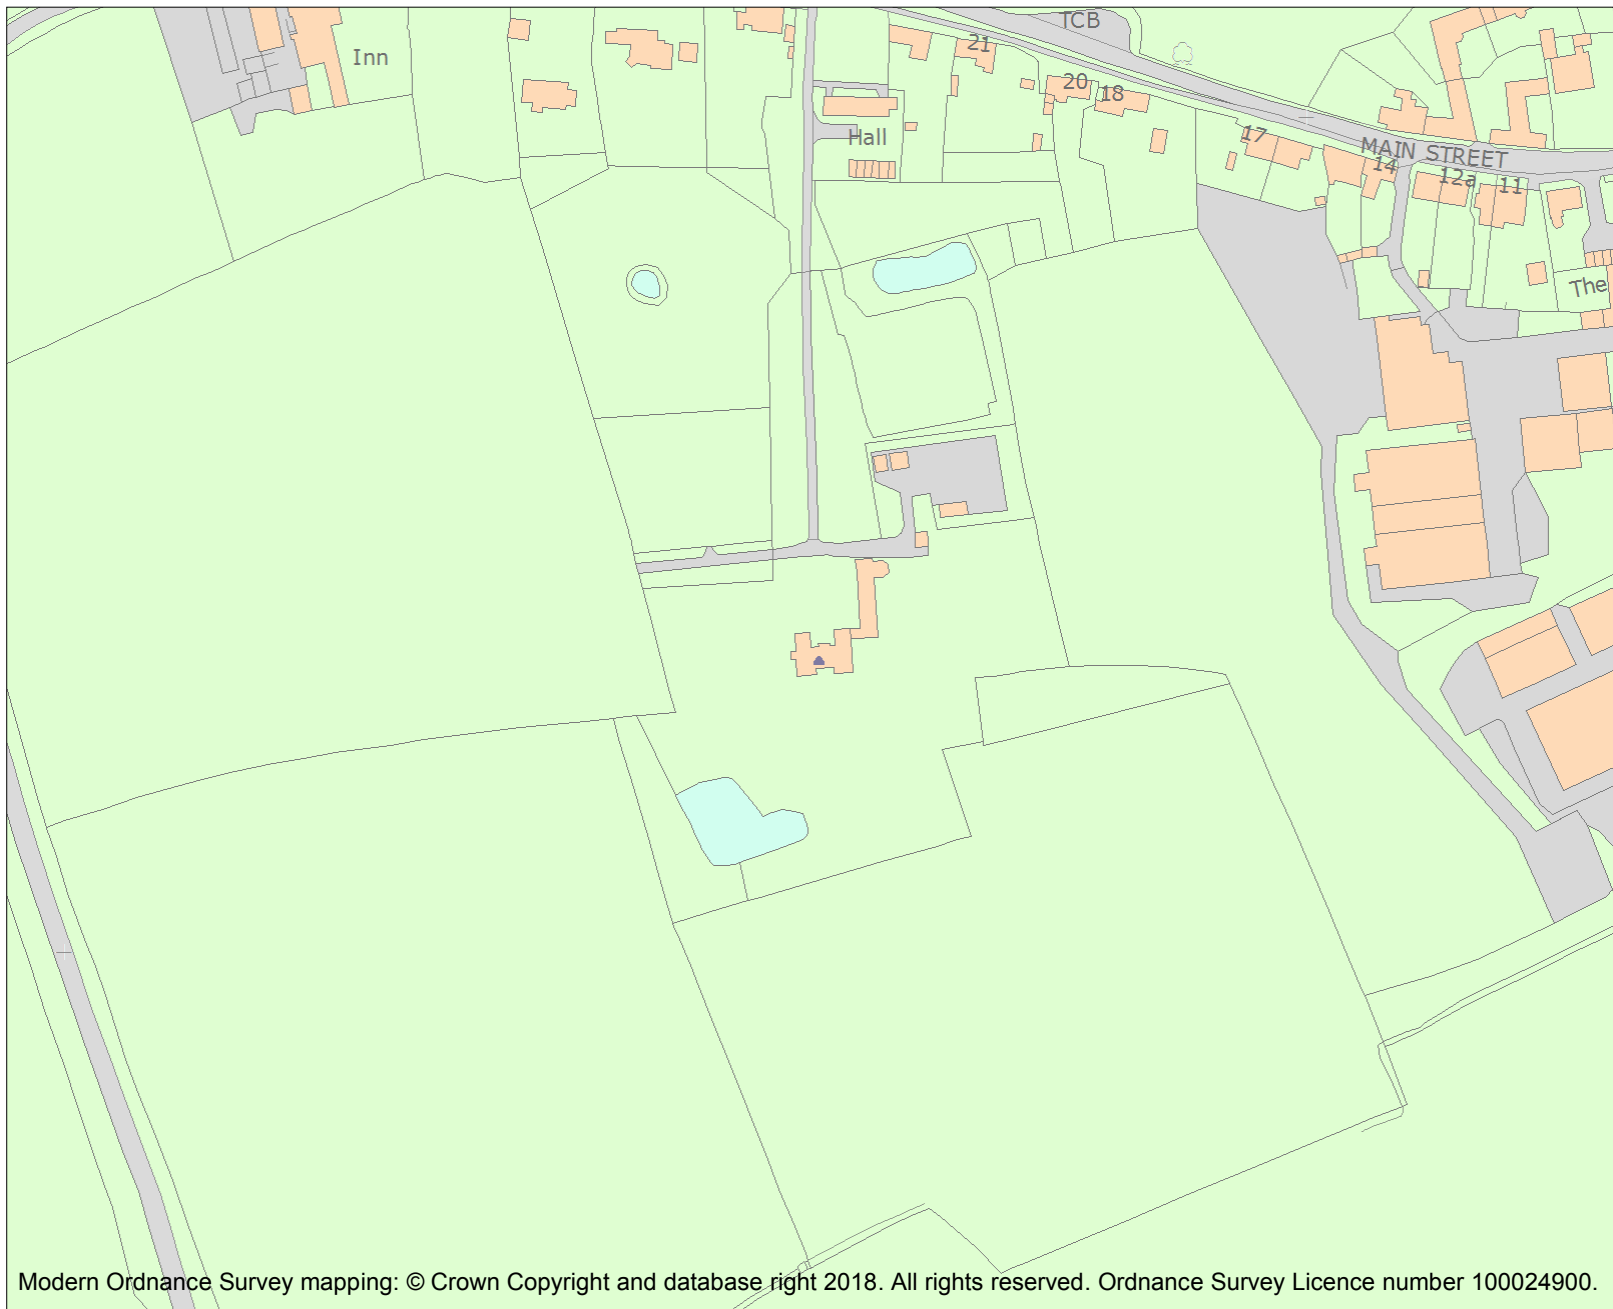 TCB
21
Inn
20
18
Hall
17
MAIN STREET
14
12a
11
The
Modern Ordnance Survey mapping: © Crown Copyright and database right 2018. All rights reserved. Ordnance Survey Licence number 100024900.